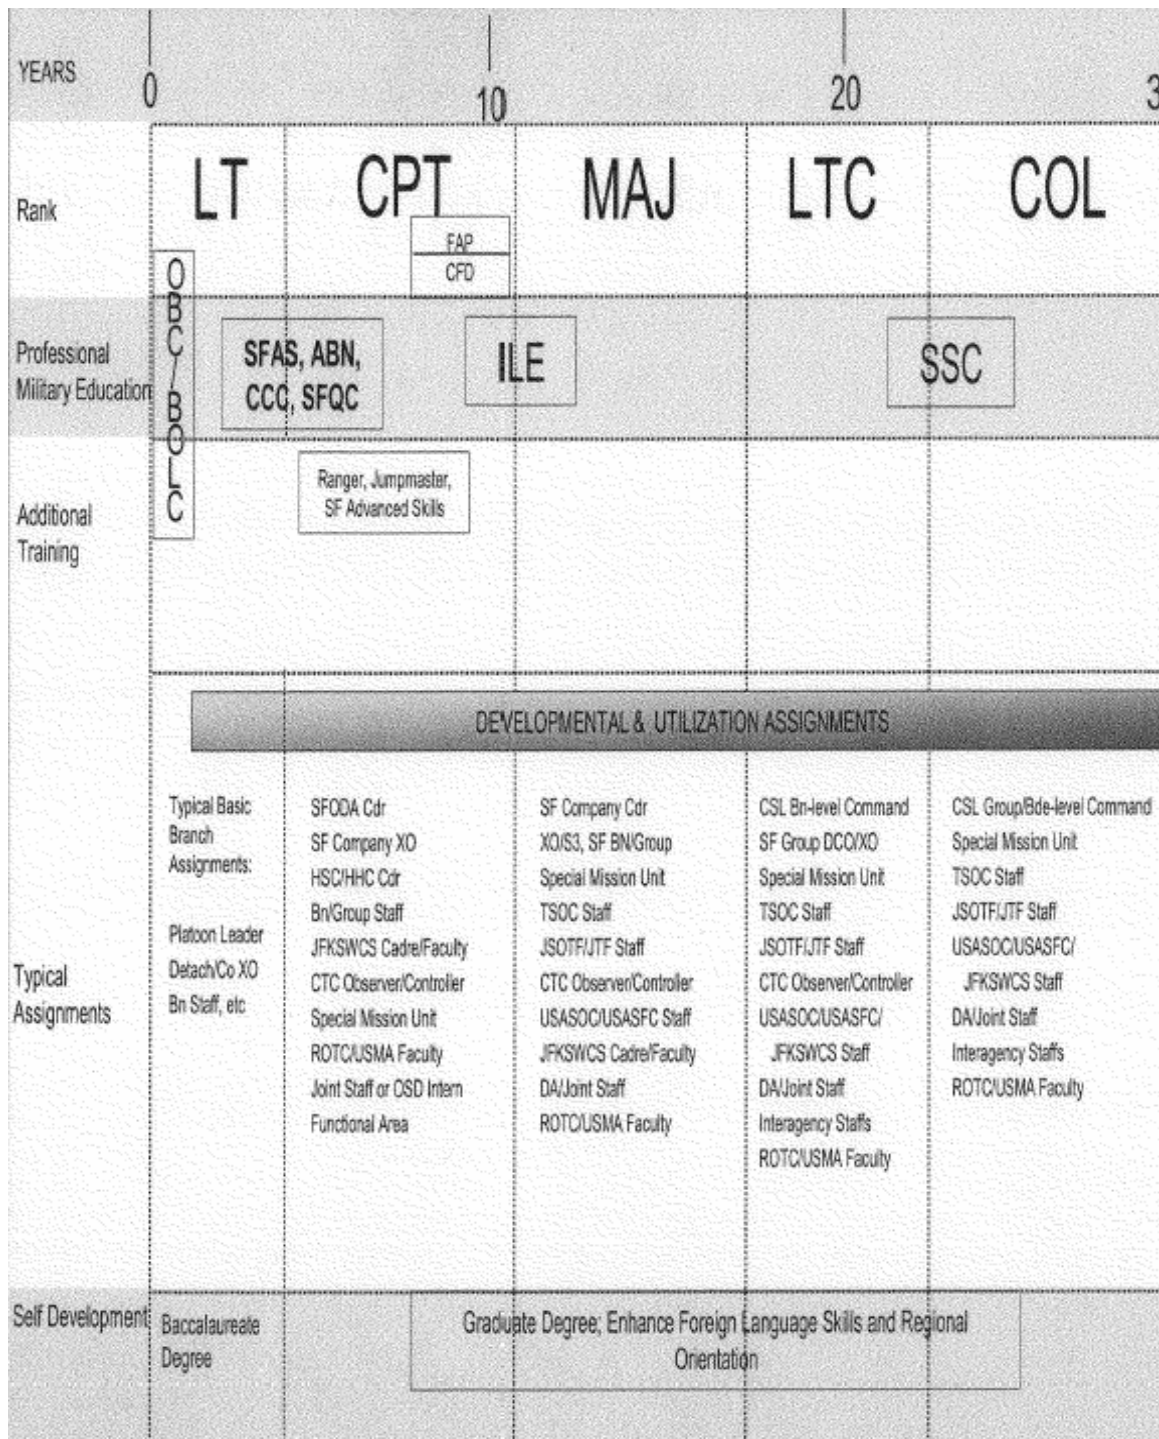 YEARS
0
10
20
3
Rank
LT
CPT
MAJ
LTC
COL
FAP
CFD
OBC/BOLC
Professional
Military Education
SFAS, ABN,
CCC, SFQC
ILE
SSC
Additional
Training
Ranger, Jumpmaster,
SF Advanced Skills
DEVELOPMENTAL & UTILIZATION ASSIGNMENTS
Typical
Assignments
Typical Basic
Branch
Assignments:
Platoon Leader
Detach/Co XO
Bn Staff, etc
SFODA Cdr
SF Company XO
HSC/HHC Cdr
Bn/Group Staff
JFKSWCS Cadre/Faculty
CTC Observer/Controller
Special Mission Unit
ROTC/USMA Faculty
Joint Staff or OSD Intern
Functional Area
SF Company Cdr
XO/S3, SF BN/Group
Special Mission Unit
TSOC Staff
JSOTF/JTF Staff
CTC Observer/Controller
USASOC/USASFC Staff
JFKSWCS Cadre/Faculty
DA/Joint Staff
ROTC/USMA Faculty
CSL Bn-level Command
SF Group DCO/XO
Special Mission Unit
TSOC Staff
JSOTF/JTF Staff
CTC Observer/Controller
USASOC/USASFC/
JFKSWCS Staff
DA/Joint Staff
Interagency Staffs
ROTC/USMA Faculty
CSL Group/Bde-level Command
Special Mission Unit
TSOC Staff
JSOTF/JTF Staff
USASOC/USASFC/
JFKSWCS Staff
DA/Joint Staff
Interagency Staffs
ROTC/USMA Faculty
Self Development
Baccalaureate
Degree
Graduate Degree; Enhance Foreign Language Skills and Regional
Orientation